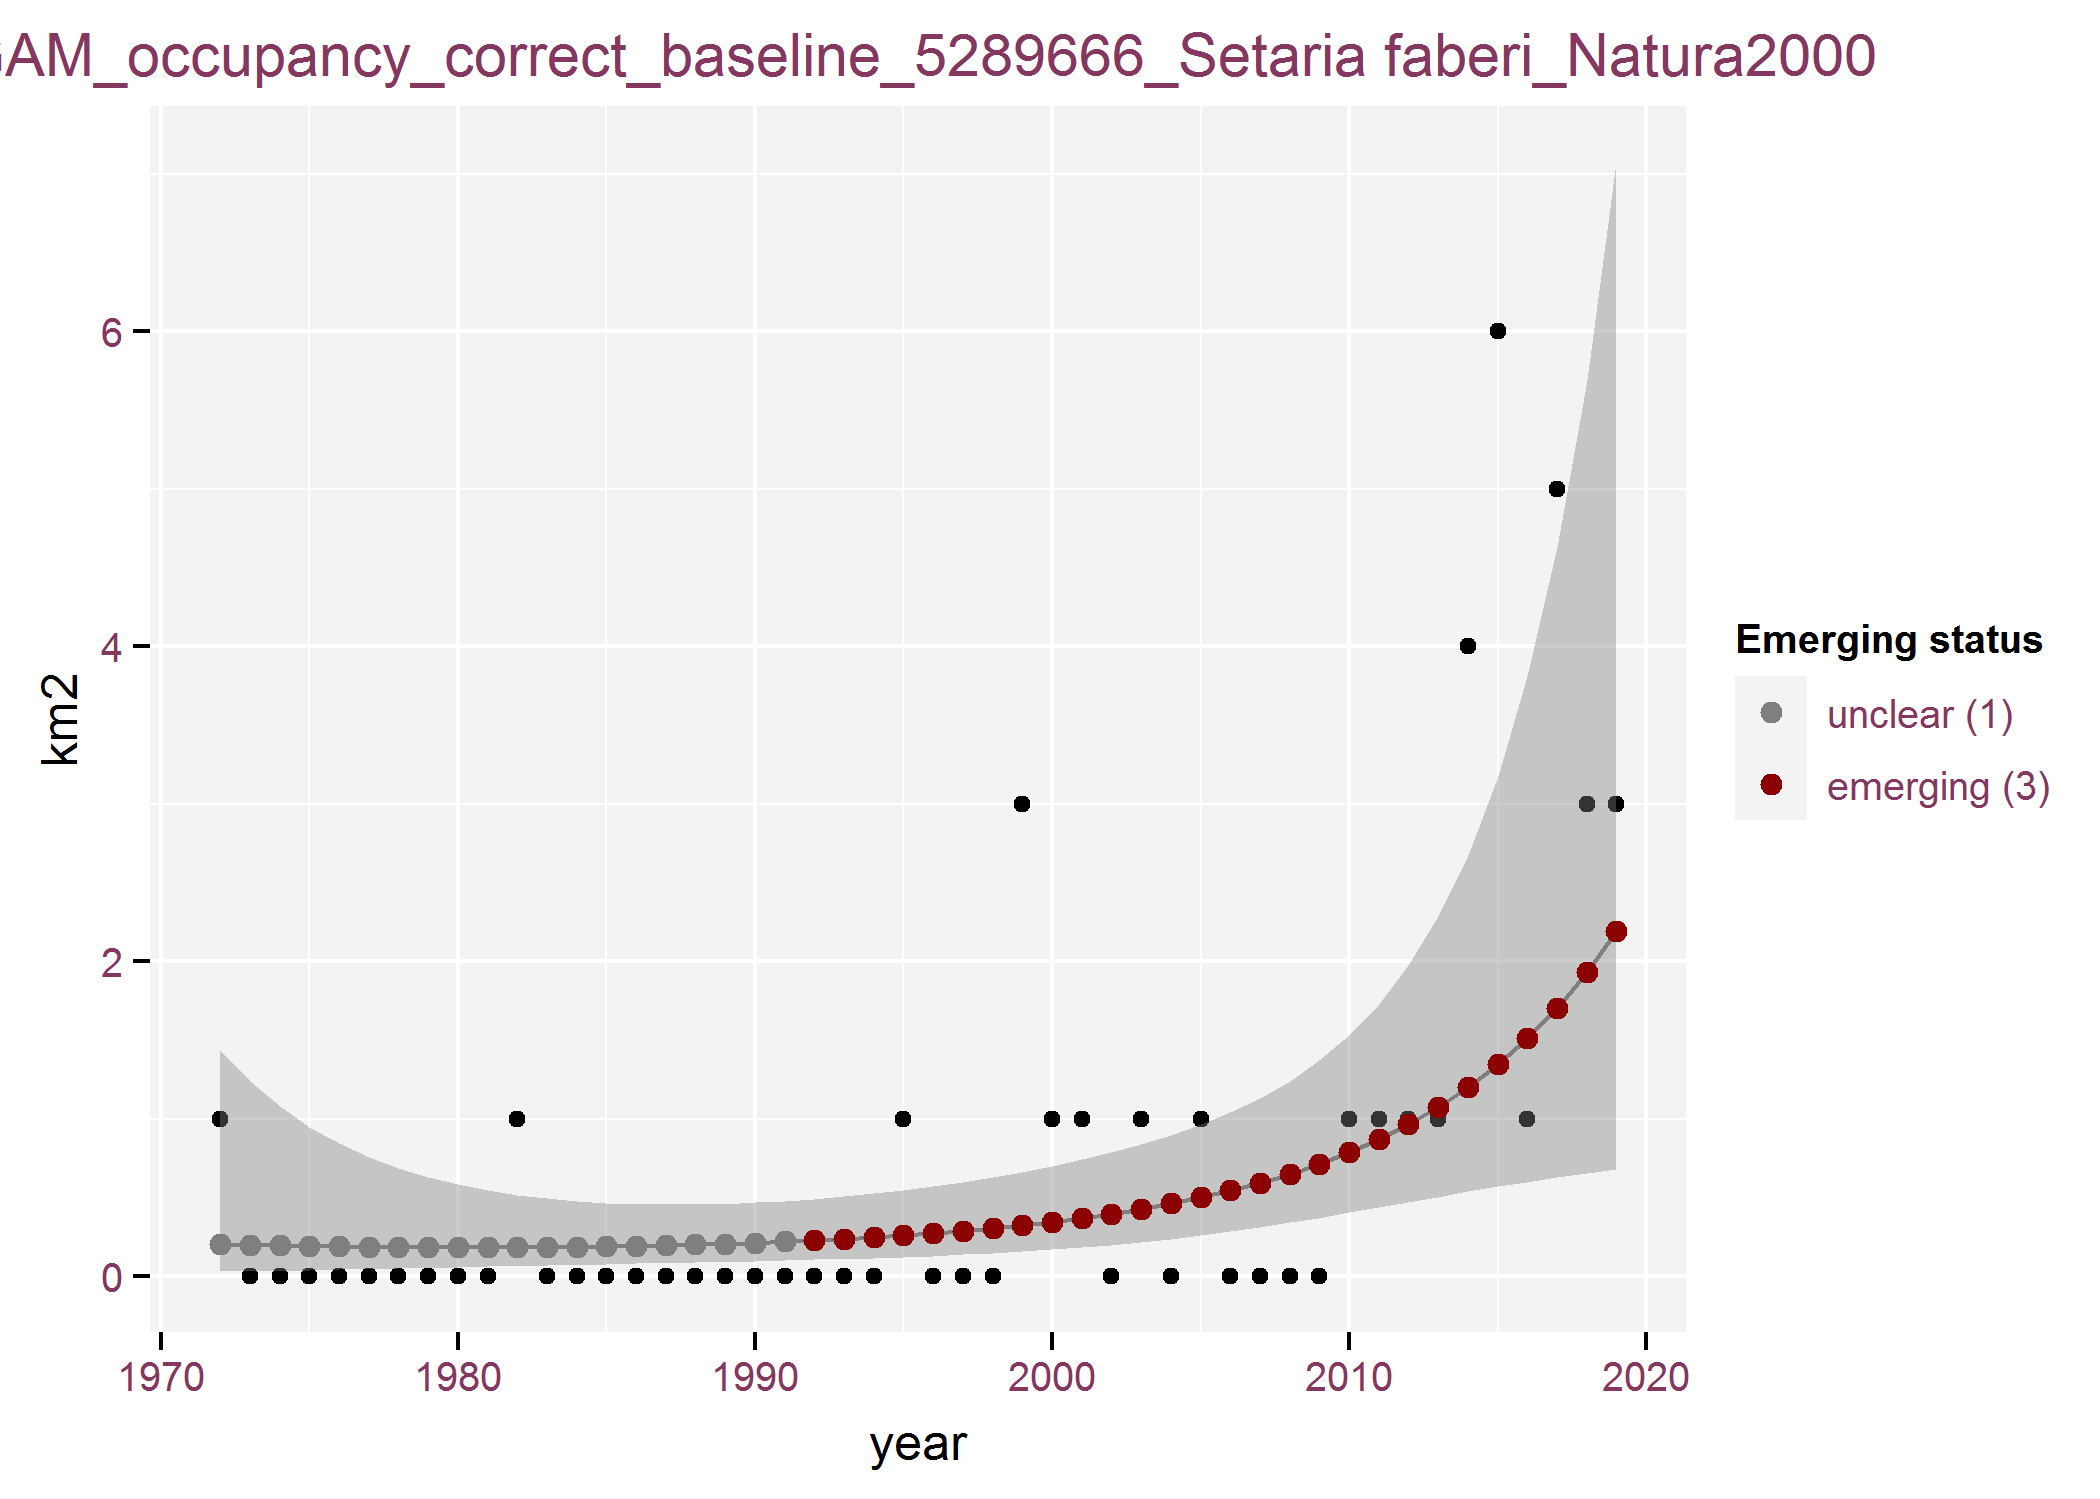 AM_occupancy_correct_baseline_5289666_Setaria faberi_Natura2000
6
4
2
0
km2
1970 1980 1990 2000 2010 2020
year
Emerging status
unclear (1)
emerging (3)